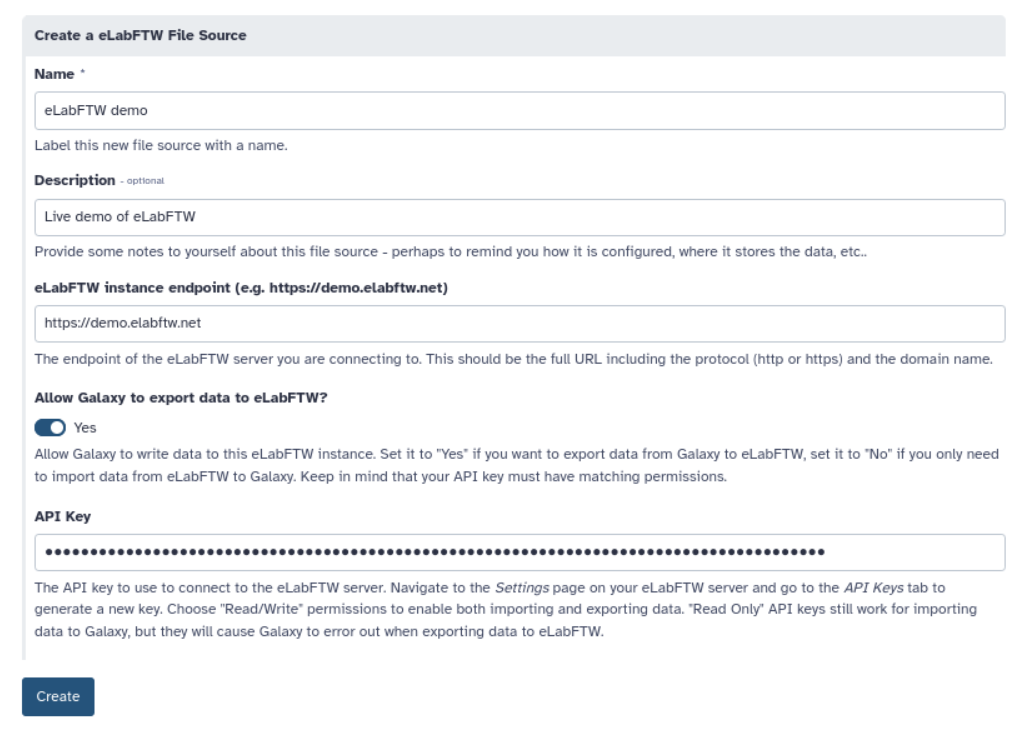 Create a eLabFTW File Source
Name *
eLabFTW demo
Label this new file source with a name.
Description - optional
Live demo of eLabFTW
Provide some notes to yourself about this file source - perhaps to remind you how it is configured, where it stores the data, etc..
eLabFTW instance endpoint (e.g. https://demo.elabftw.net)
https://demo.elabftw.net
The endpoint of the eLabFTW server you are connecting to. This should be the full URL including the protocol (http or https) and the domain name.
Allow Galaxy to export data to eLabFTW?
Yes
Allow Galaxy to write data to this eLabFTW instance. Set it to "Yes" if you want to export data from Galaxy to eLabFTW, set it to "No" if you only need
to import data from eLabFTW to Galaxy. Keep in mind that your API key must have matching permissions.
API Key
The API key to use to connect to the eLabFTW server. Navigate to the Settings page on your eLabFTW server and go to the API Keys tab to
generate a new key. Choose "Read/Write" permissions to enable both importing and exporting data. "Read Only" API keys still work for importing
data to Galaxy, but they will cause Galaxy to error out when exporting data to eLabFTW.
Create